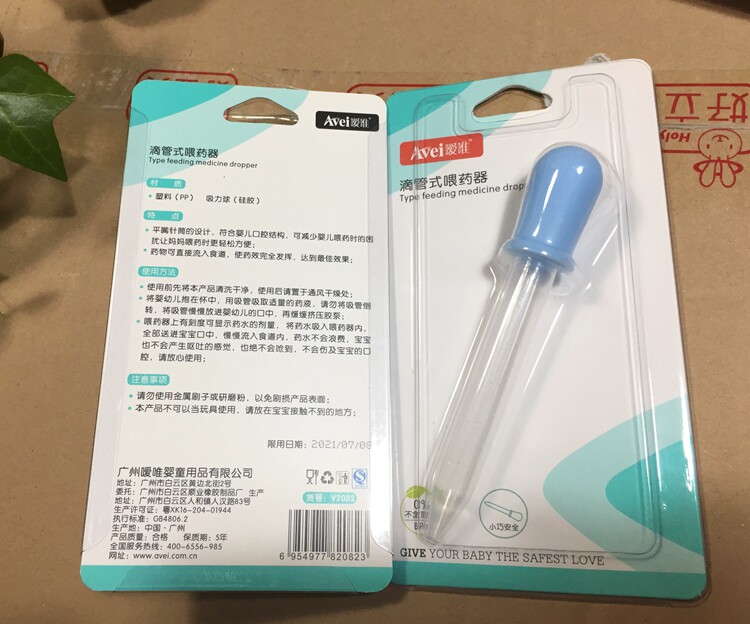 Avei 嗳唯
滴管式喂药器
Type feeding medicine dropper
材 质
塑料（PP） 吸力球（硅胶）
特 点
平嘴针筒的设计，符合婴儿口腔结构，可减少婴儿喂药时的困
扰让妈妈喂药时更轻松方便；
药物可直接流入食道，使药效完全发挥，达到最佳效果；
使用方法
使用前先将本产品清洗干净，使用后请置于通风干燥处；
将婴幼儿抱在怀中，用吸管吸取适量的药液，请勿将吸管倒
转，将吸管慢慢放进婴幼儿的口中，再缓缓挤压胶泵；
喂药器上有刻度可显示药水的剂量，将药水吸入喂药器内，
全部送进宝宝口中，慢慢流入食道内，药水不会浪费，宝宝
也不会产生呕吐的感觉，也绝不会呛到，不会伤及宝宝的口
腔，请放心使用；
注意事项
请勿使用金属刷子或研磨粉，以免刷损产品表面；
本产品不可以当玩具使用，请放在宝宝接触不到的地方；
限用日期：2021/07/08
广州嗳唯婴童用品有限公司
地址：广州市白云区黄边北街2号
委托：广州市白云区顺业橡胶制品厂 生产
地址：广州市白云区人和镇人汉路83号
生产许可证：粤XK16-204-01944
执行标准：GB4806.2
生产地：中国·广州
产品质量：合格 保质期：5年
全国服务热线：400-6556-985
网址：www.avei.com.cn
货号：V2082
6 954977 820823
Avei 嗳唯
滴管式喂药器
Type feeding medicine drop
0%
BPA
小巧安全
GIVE YOUR BABY THE SAFEST LOVE
好立
Holy